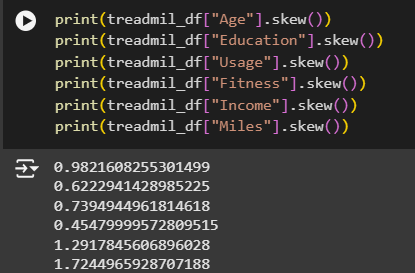 print(treadmil_df["Age"].skew())
print(treadmil_df["Education"].skew())
print(treadmil_df["Usage"].skew())
print(treadmil_df["Fitness"].skew())
print(treadmil_df["Income"].skew())
print(treadmil_df["Miles"].skew())
0.9821608255301499
0.6222941428985225
0.7394944961814618
0.45479999572809515
1.2917845606896028
1.7244965928707188